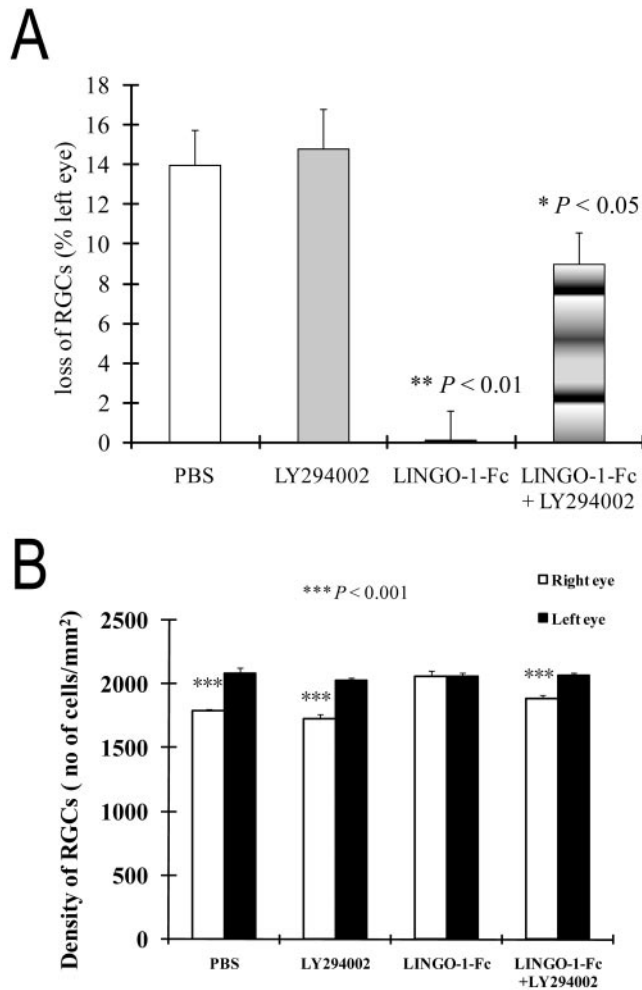 A
18
16
14
12
10
8
6
4
2
0
loss of RGCs (% left eye)
* P < 0.05
** P < 0.01
PBS
LY294002
LINGO-1-Fc
LINGO-1-Fc
+ LY294002
B
Right eye
Left eye
*** P < 0.001
2500
2000
1500
1000
500
0
Density of RGCs ( no of cells/mm²)
***
***
***
PBS
LY294002
LINGO-1-Fc
LINGO-1-Fc
+LY294002